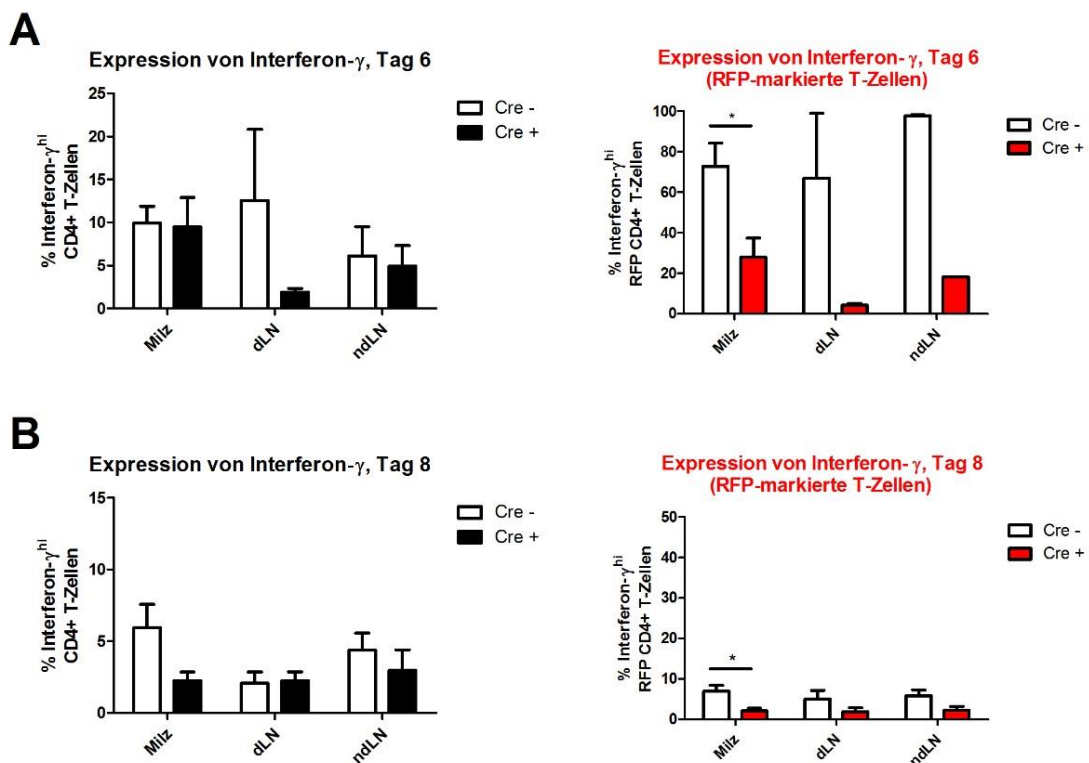 A
Expression von Interferon-γ, Tag 6
% Interferon-γhi
CD4+ T-Zellen
25
20
15
10
5
0
Milz
dLN
ndLN
Cre -
Cre +
Expression von Interferon- γ, Tag 6
(RFP-markierte T-Zellen)
% Interferon-γhi
RFP CD4+ T-Zellen
100
80
60
40
20
0
*
Milz
dLN
ndLN
Cre -
Cre +
B
Expression von Interferon-γ, Tag 8
% Interferon-γhi
CD4+ T-Zellen
15
10
5
0
Milz
dLN
ndLN
Cre -
Cre +
Expression von Interferon- γ, Tag 8
(RFP-markierte T-Zellen)
% Interferon-γhi
RFP CD4+ T-Zellen
50
40
30
20
10
0
*
Milz
dLN
ndLN
Cre -
Cre +